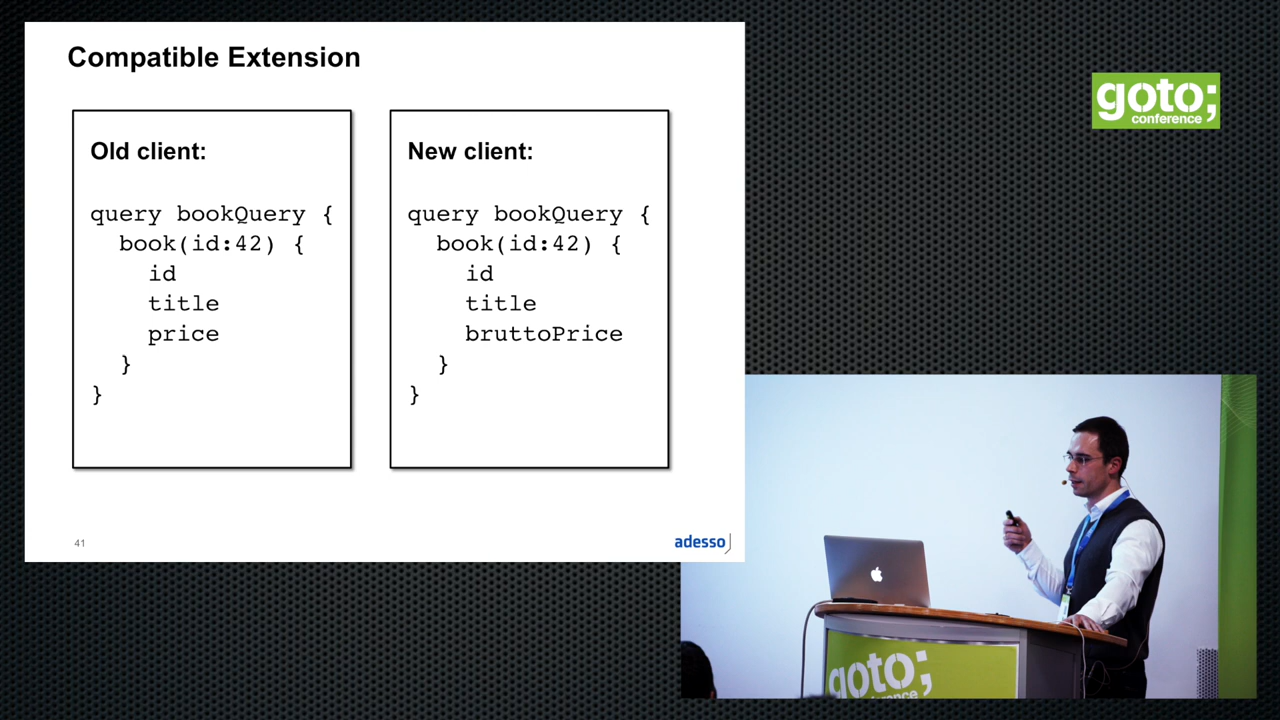 Compatible Extension
Old client:
query bookQuery {
book(id:42) {
id
title
price
}
}
New client:
query bookQuery {
book(id:42) {
id
title
bruttoPrice
}
}
41
adesso
goto;
conference
goto;
conference